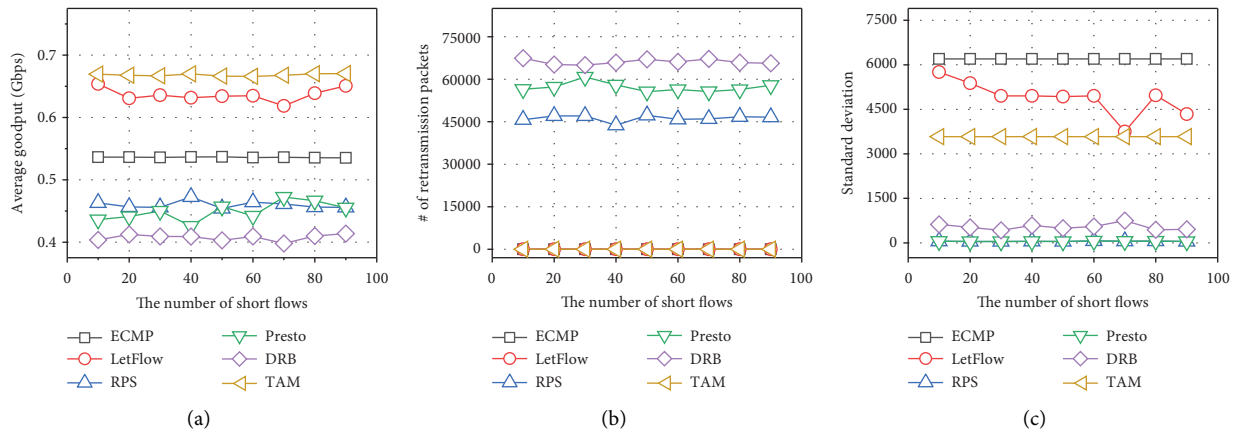 Average goodput (Gbps)
0.7
0.6
0.5
0.4
0 20 40 60 80 100
The number of short flows
ECMP Presto
LetFlow DRB
RPS TAM
(a)
# of retransmission packets
75000
60000
45000
30000
15000
0
0 20 40 60 80 100
The number of short flows
ECMP Presto
LetFlow DRB
RPS TAM
(b)
Standard deviation
7500
6000
4500
3000
1500
0
0 20 40 60 80 100
The number of short flows
ECMP Presto
LetFlow DRB
RPS TAM
(c)